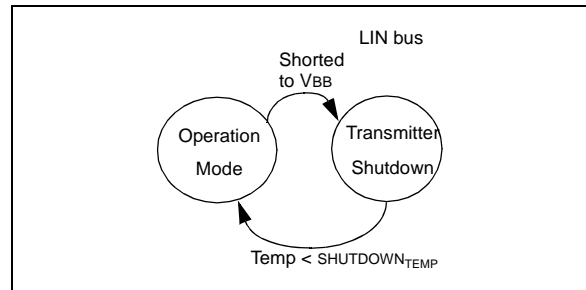 LIN bus
Shorted
to VBB
Operation
Mode
Transmitter
Shutdown
Temp < SHUTDOWNTEMP